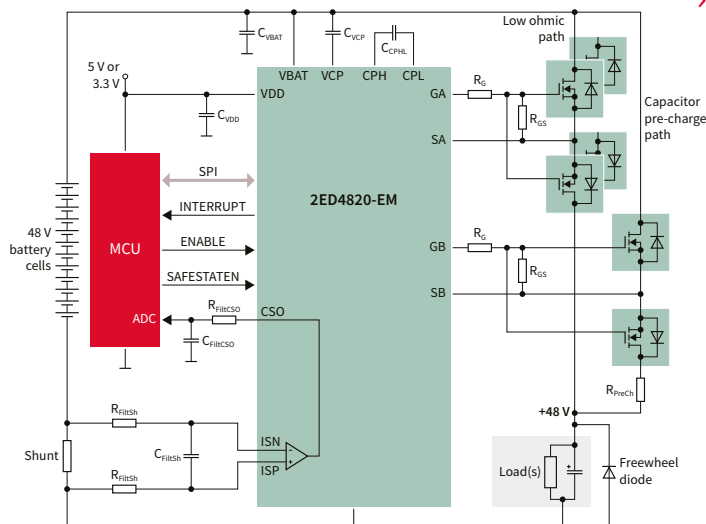 Low ohmic
path
C_VBAT
C_VCP
C_CPHL
5 V or
3.3 V
VBAT
VCP
CPH
CPL
VDD
GA
R_G
C_VDD
R_GS
Capacitor
pre-charge
path
SA
SPI
2ED4820-EM
INTERRUPT
48 V
battery
cells
MCU
ENABLE
GB
R_G
SAFESTATEN
R_GS
SB
R_FiltCSO
CSO
ADC
C_FiltCSO
R_PreCh
R_FiltSh
+48 V
ISN
Shunt
C_FiltSh
ISP
−
+
+
Load(s)
Freewheel
diode
R_FiltSh